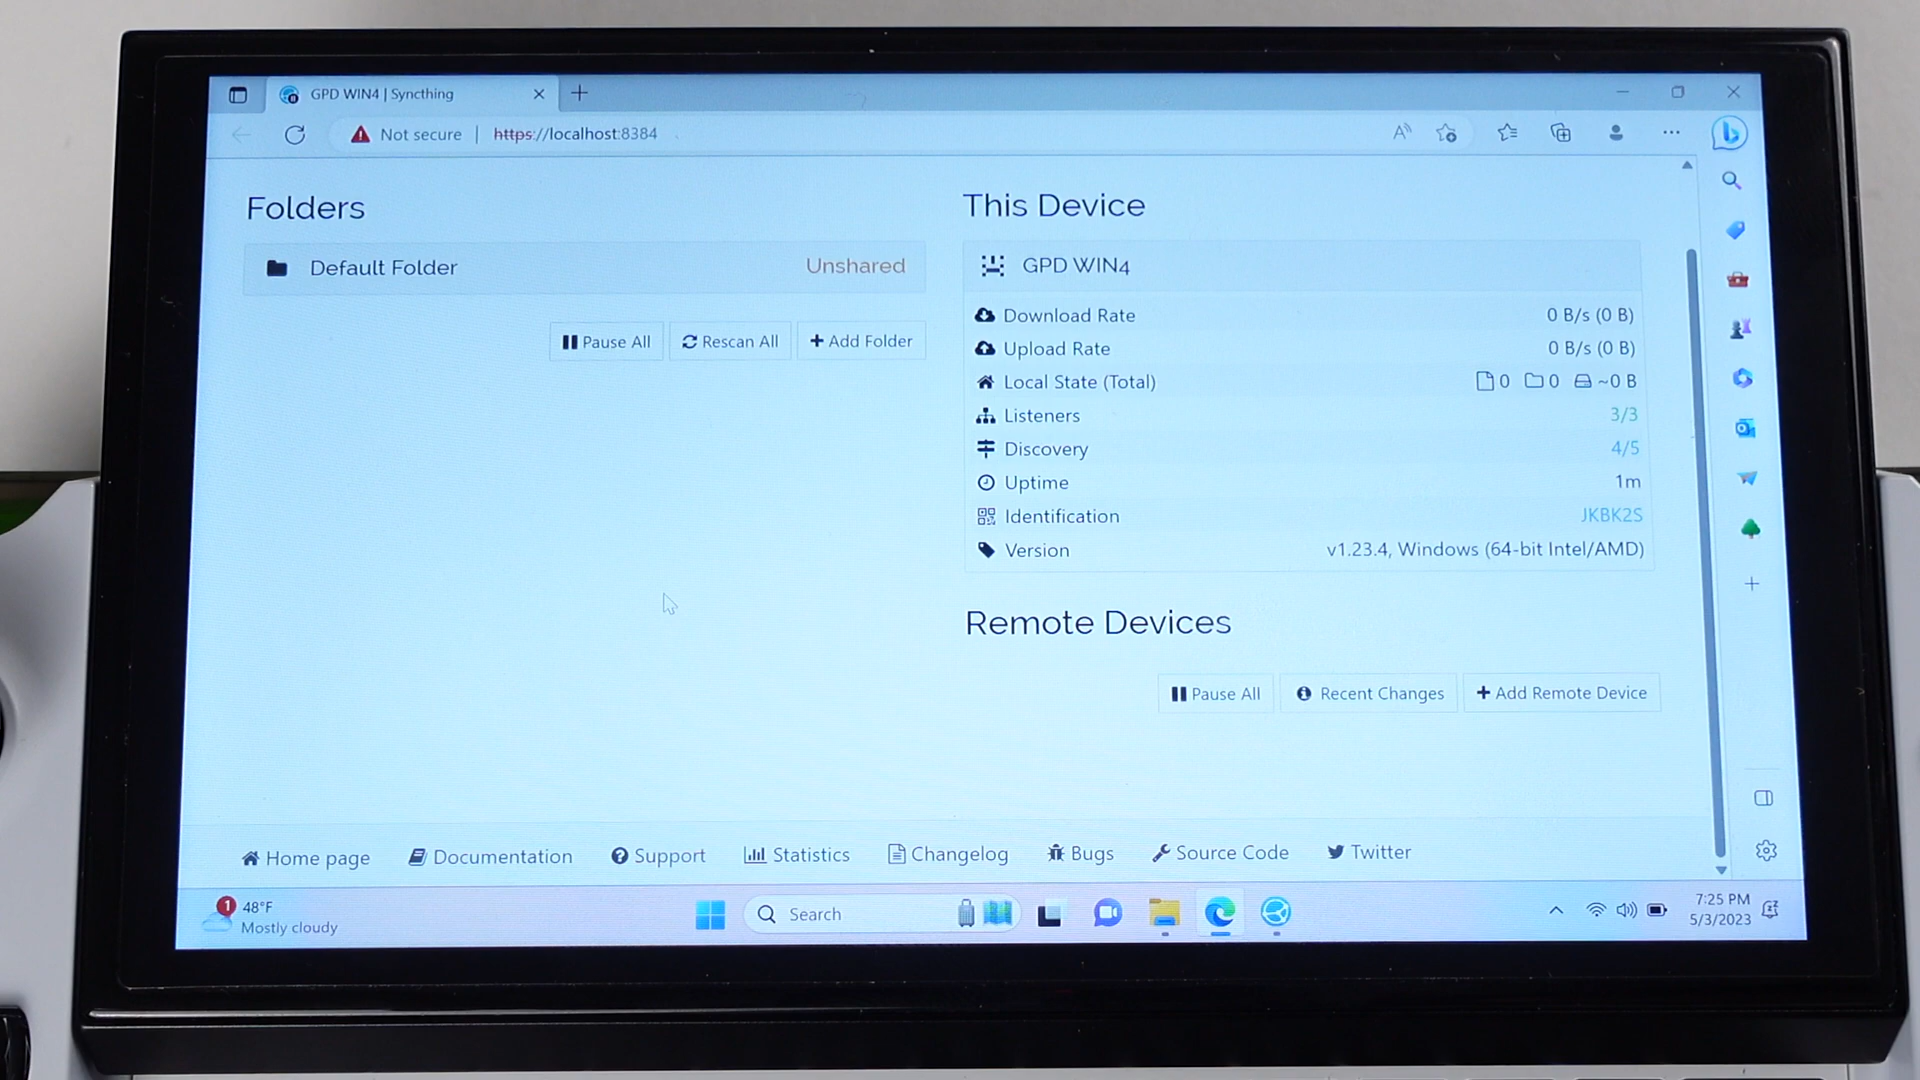 GPD WIN4 | Syncthing
Not secure | https://localhost:8384
Folders
Default Folder Unshared
Pause All Rescan All + Add Folder
This Device
GPD WIN4
Download Rate 0 B/s (0 B)
Upload Rate 0 B/s (0 B)
Local State (Total) 0 0 ~0 B
Listeners 3/3
Discovery 4/5
Uptime 1m
Identification JKBK2S
Version v1.23.4, Windows (64-bit Intel/AMD)
Remote Devices
Pause All Recent Changes + Add Remote Device
Home page Documentation Support Statistics Changelog Bugs Source Code Twitter
1 48°F
Mostly cloudy
Search
7:25 PM
5/3/2023